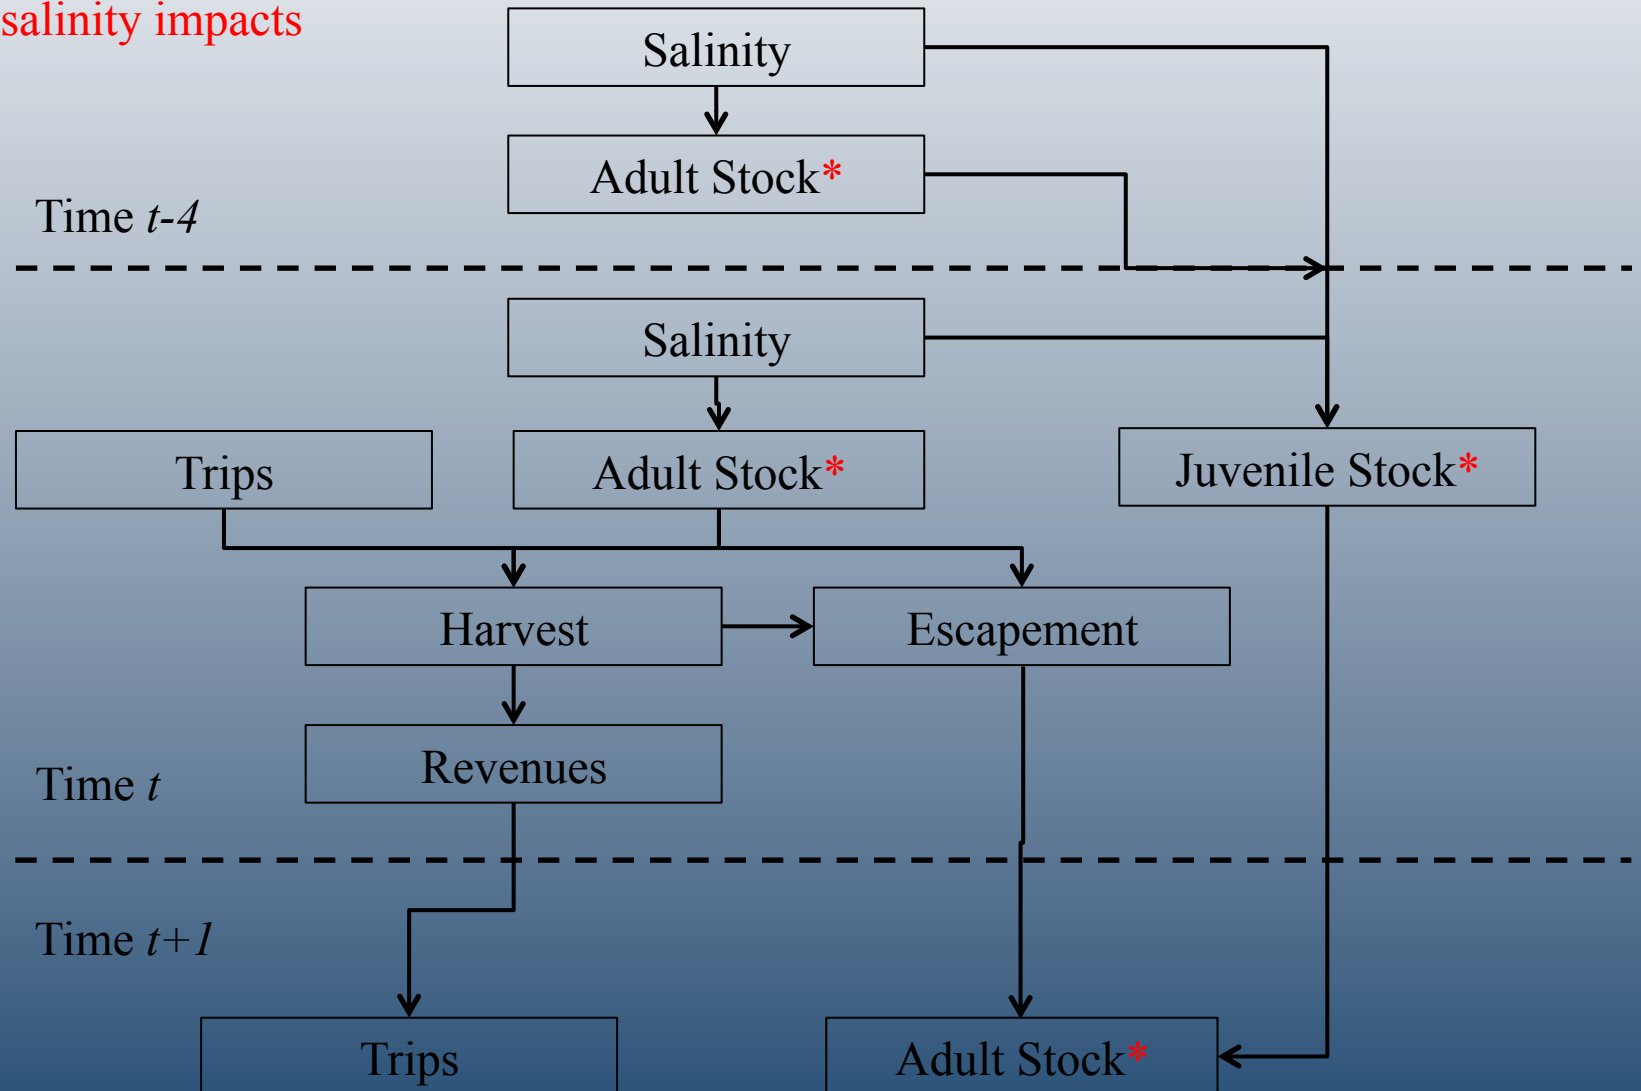 salinity impacts
Salinity
Adult Stock*
Time t-4
Salinity
Trips
Adult Stock*
Juvenile Stock*
Harvest
Escapement
Revenues
Time t
Time t+1
Trips
Adult Stock*